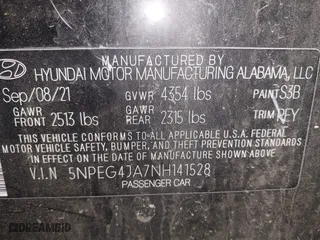 MANUFACTURED BY
HYUNDAI MOTOR MANUFACTURING ALABAMA, LLC
Sep/08/21 GVWR 4354 lbs PAINT S3B
GAWR FRONT 2513 lbs GAWR REAR 2315 lbs TRIM PEY
THIS VEHICLE CONFORMS TO ALL APPLICABLE FEDERAL
MOTOR VEHICLE SAFETY, BUMPER, AND THEFT PREVENTION
STANDARDS IN EFFECT ON THE DATE OF MANUFACTURE
SHOWN ABOVE.
V.I.N 5NPEG4JA7NH141528
PASSENGER CAR
DREAMBID